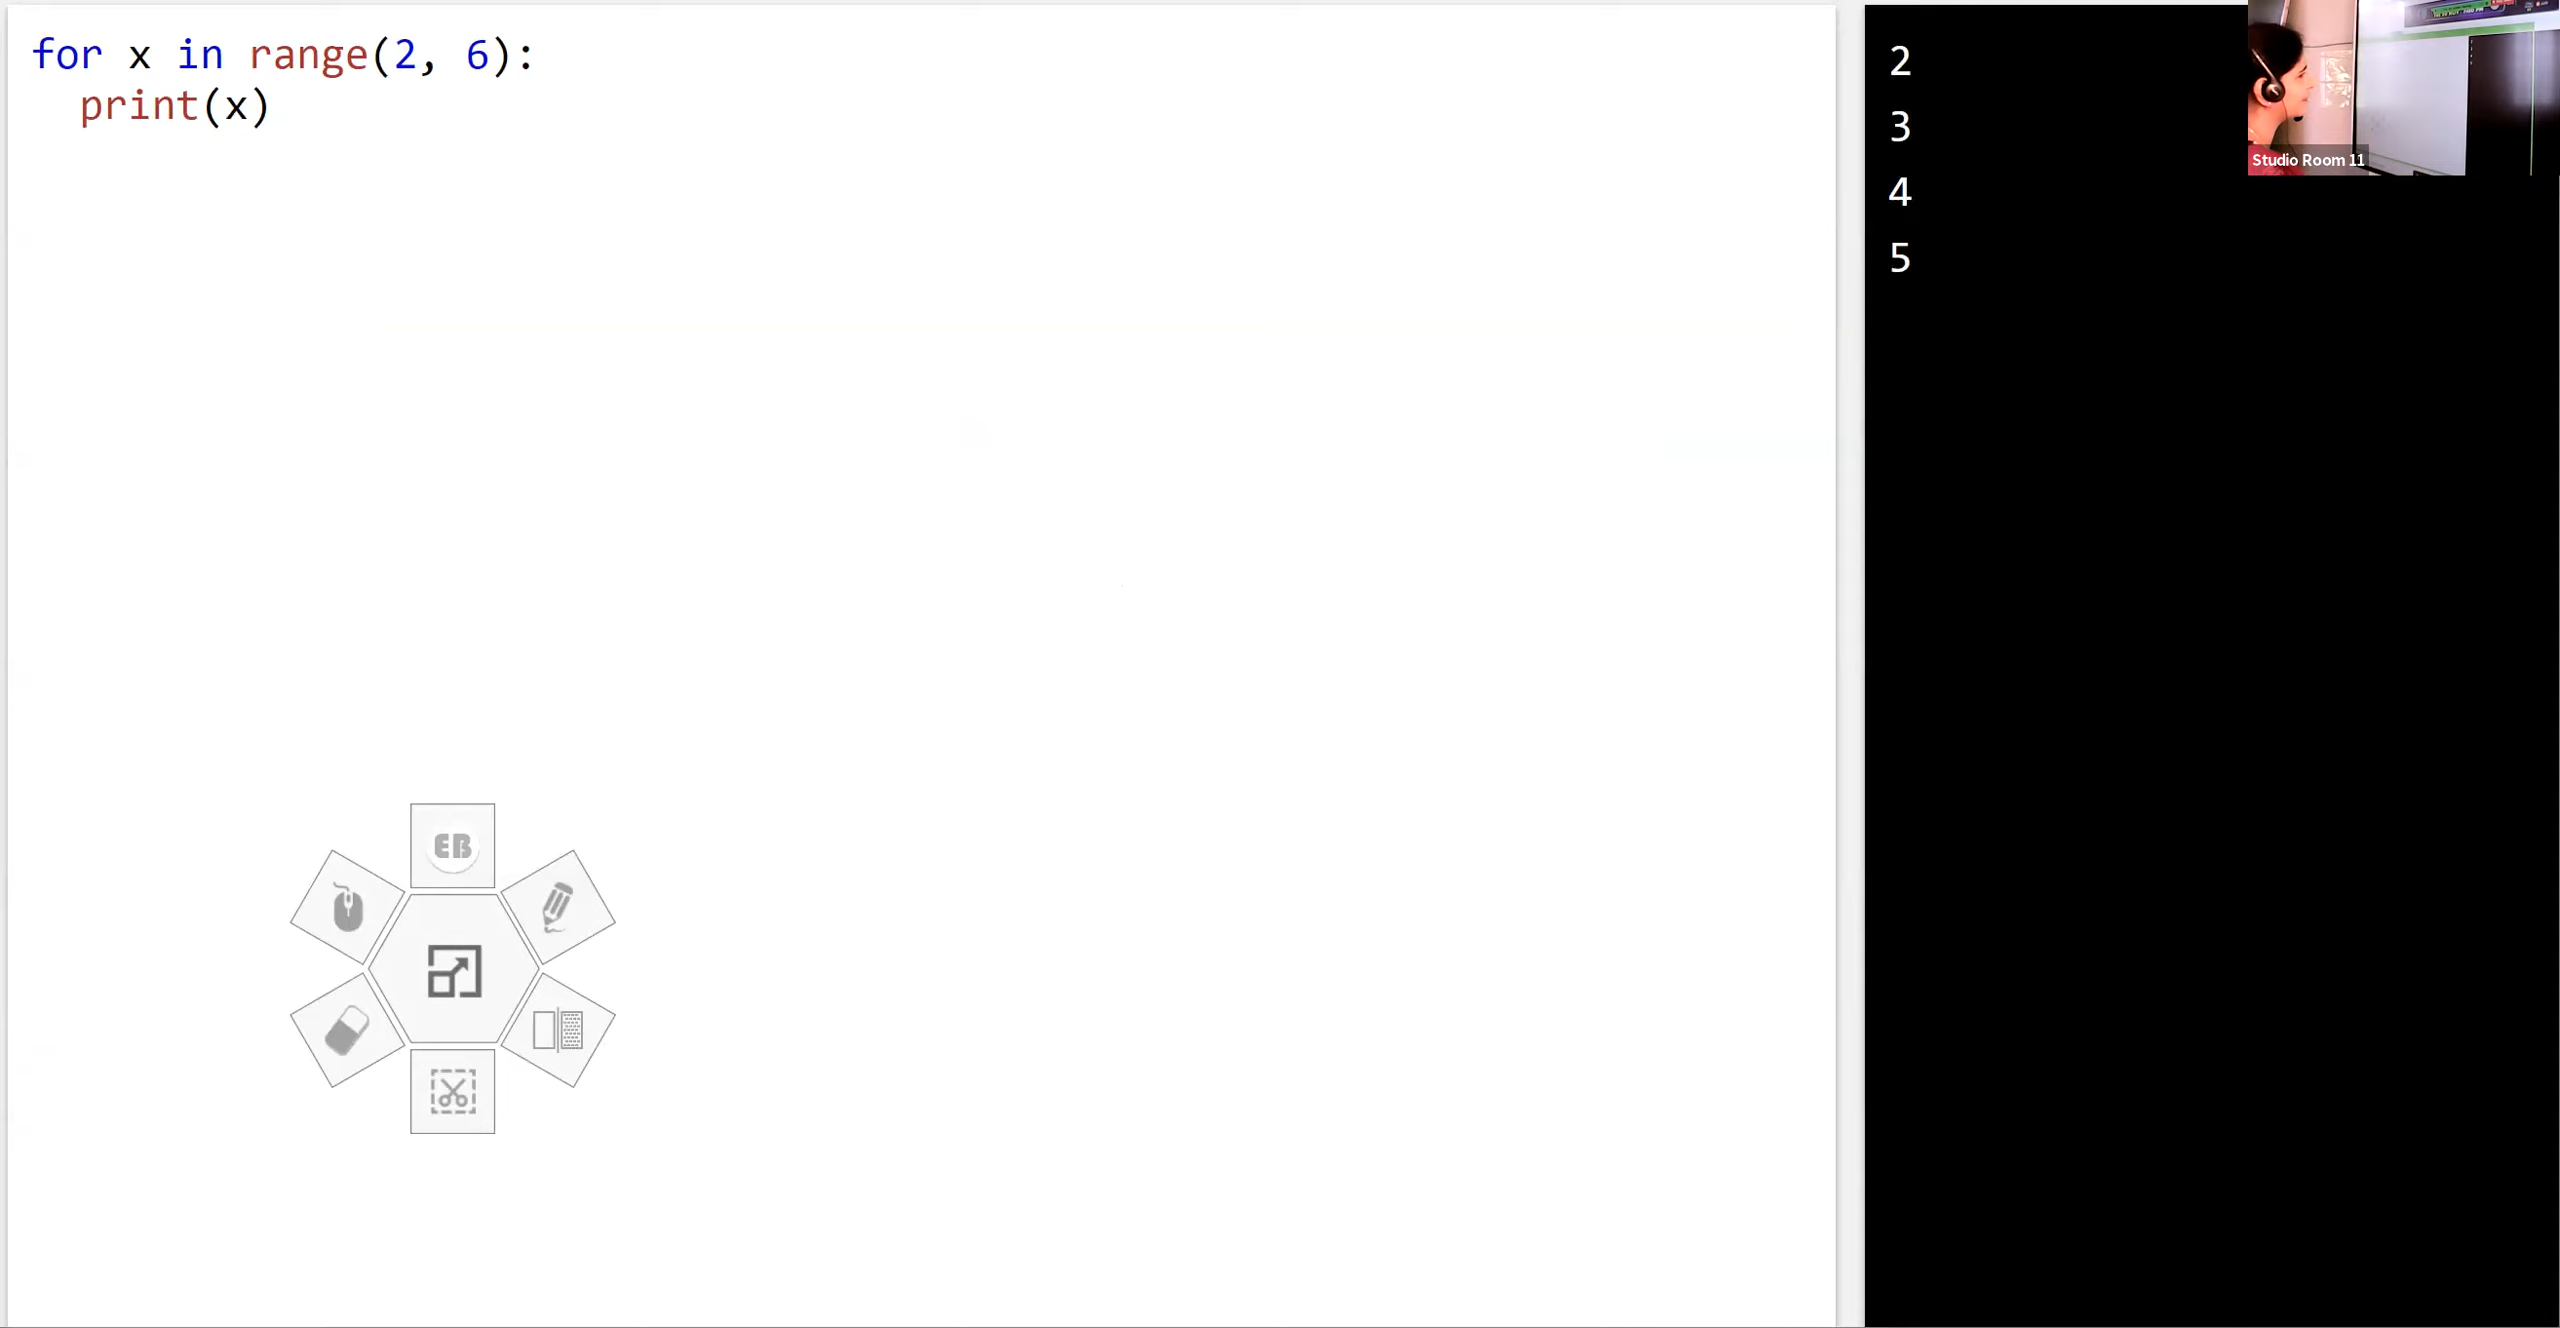 for x in range(2, 6):
  print(x)
2
3
4
5
Studio Room 11
EB